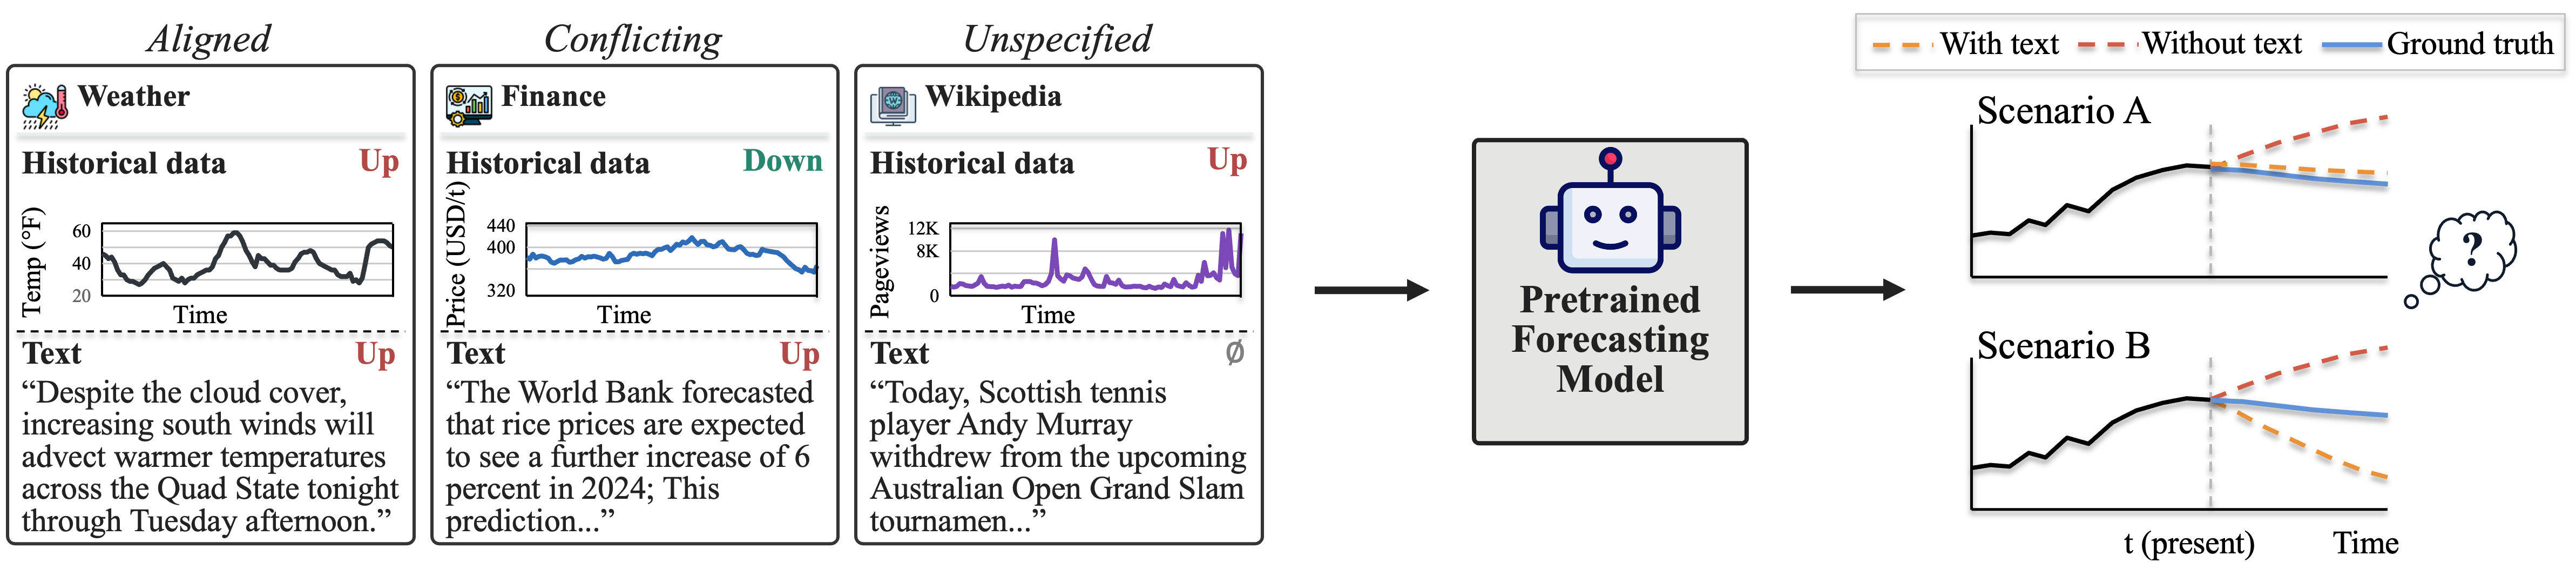 Aligned
Weather
Historical data Up
Temp (°F)
60
40
20
Time
Text Up
“Despite the cloud cover,
increasing south winds will
advect warmer temperatures
across the Quad State tonight
through Tuesday afternoon.”
Conflicting
Finance
Historical data Down
Price (USD/t)
440
400
320
Time
Text Up
“The World Bank forecasted
that rice prices are expected
to see a further increase of 6
percent in 2024; This
prediction...”
Unspecified
Wikipedia
Historical data Up
Pageviews
12K
8K
0
Time
Text Ø
“Today, Scottish tennis
player Andy Murray
withdrew from the upcoming
Australian Open Grand Slam
tournamen...”
Pretrained
Forecasting
Model
With text Without text Ground truth
Scenario A
?
Scenario B
t (present) Time